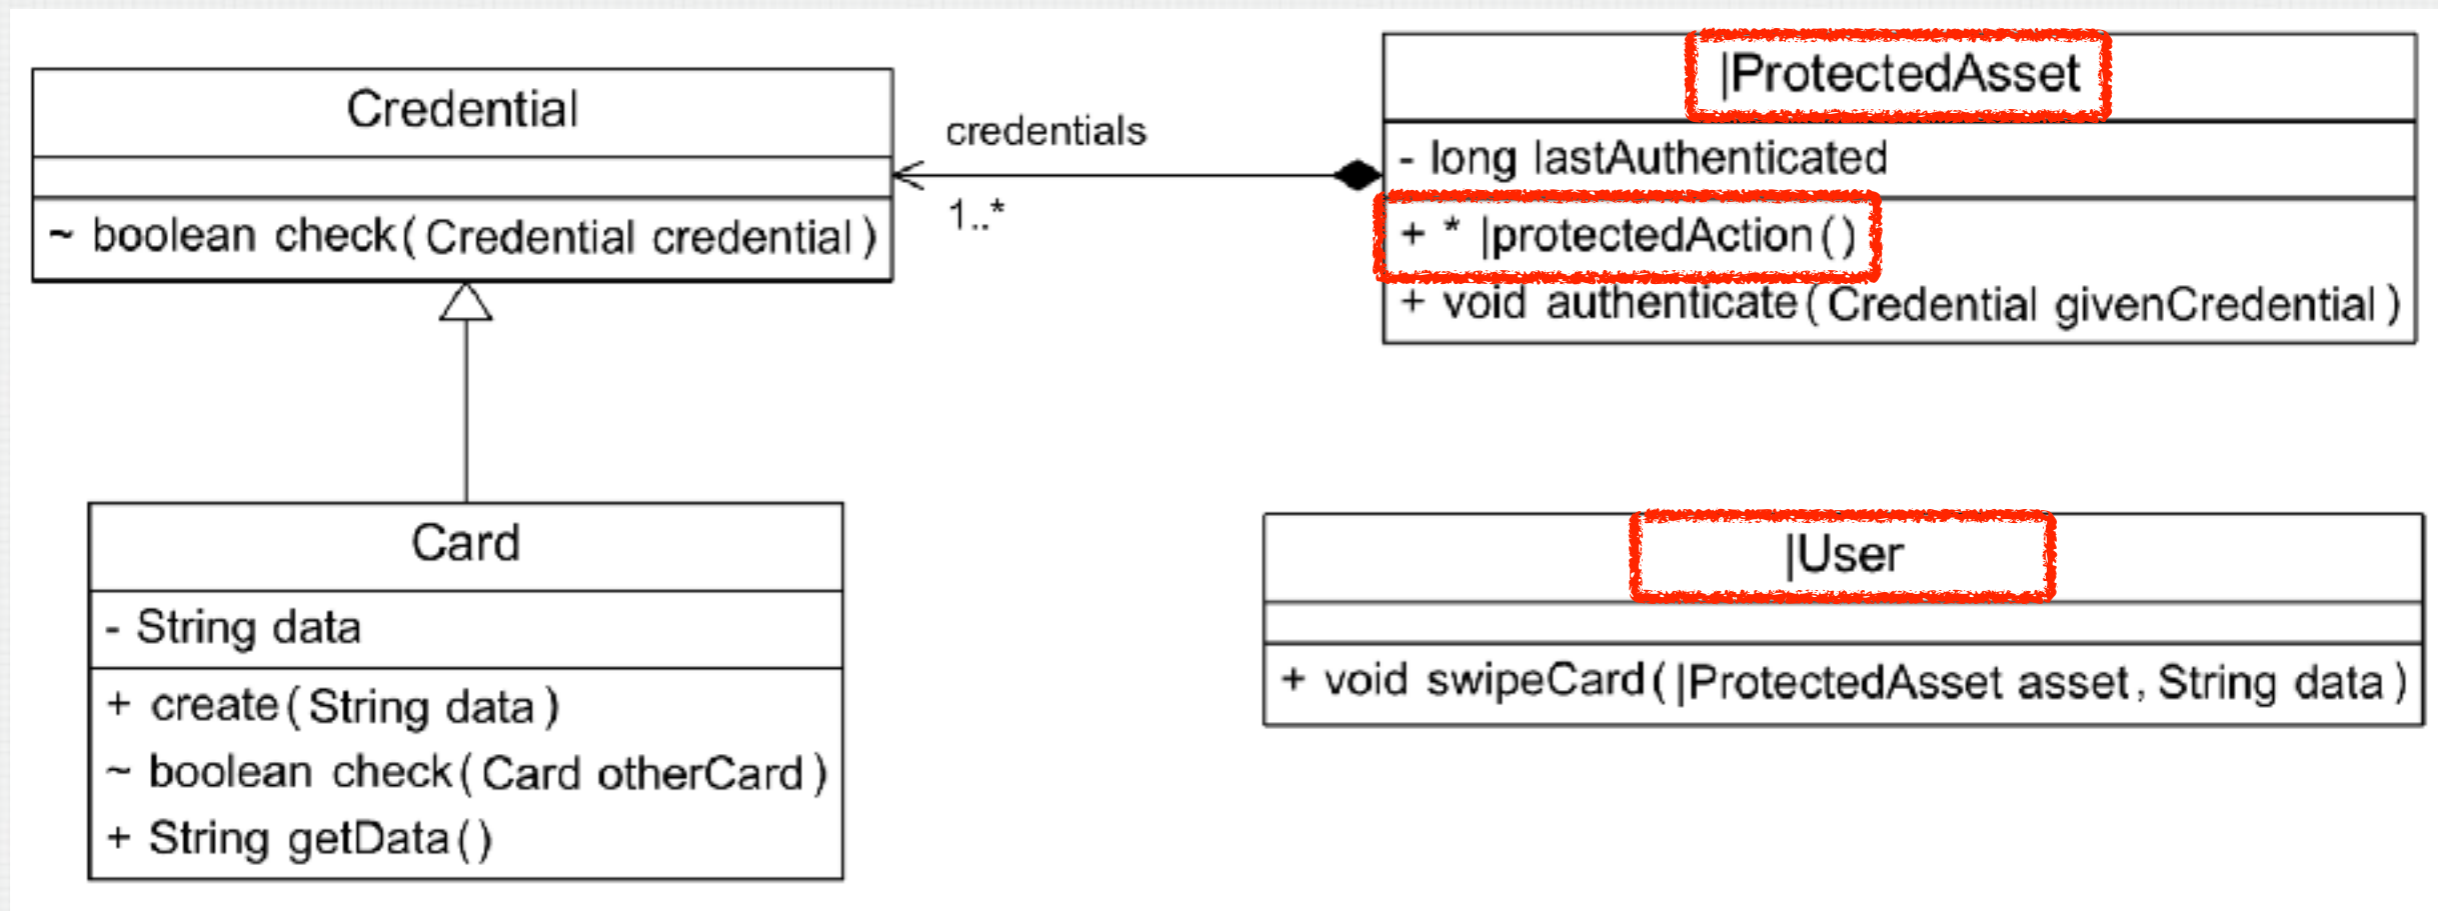 Credential
~ boolean check(Credential credential)
credentials
1..*
|ProtectedAsset
- long lastAuthenticated
+ * |protectedAction()
+ void authenticate(Credential givenCredential)
Card
- String data
+ create(String data)
~ boolean check(Card otherCard)
+ String getData()
|User
+ void swipeCard(|ProtectedAsset asset, String data)